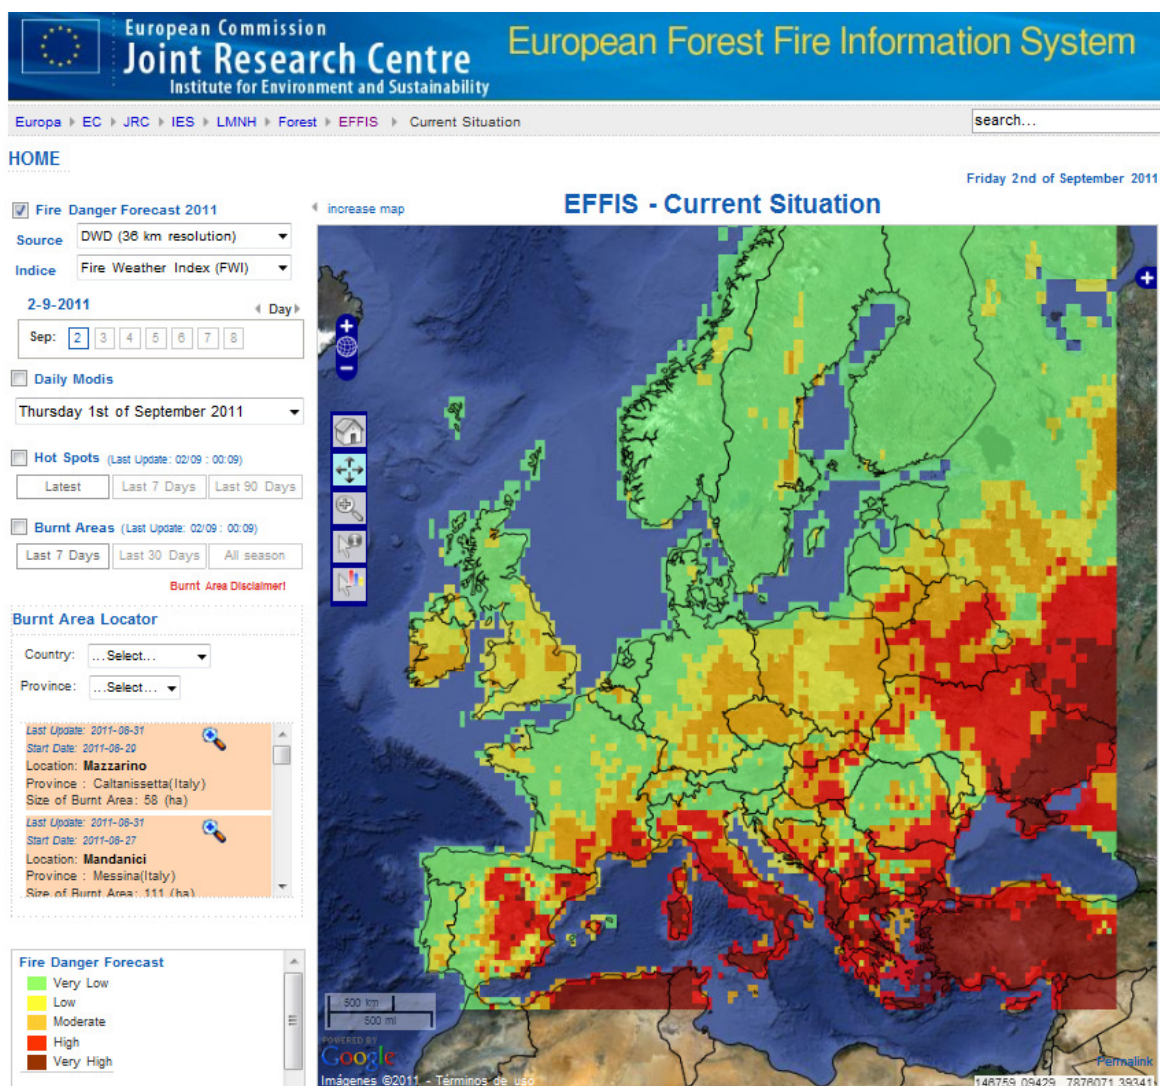 European Commission
Joint Research Centre
Institute for Environment and Sustainability
European Forest Fire Information System
Europa EC JRC IES LMNH Forest EFFIS Current Situation
search...
HOME
Friday 2nd of September 2011
Fire Danger Forecast 2011
increase map
EFFIS - Current Situation
Source DWD (36 km resolution)
Indice Fire Weather Index (FWI)
2-9-2011
Day
Sep: 2 3 4 5 6 7 8
Daily Modis
Thursday 1st of September 2011
Hot Spots (Last Update: 02/09 : 00:09)
Latest Last 7 Days Last 90 Days
Burnt Areas (Last Update: 02/09 : 00:09)
Last 7 Days Last 30 Days All season
Burnt Area Disclaimer!
Burnt Area Locator
Country: ...Select...
Province: ...Select...
Last Update: 2011-08-31
Start Date: 2011-08-29
Location: Mazzarino
Province : Caltanissetta(Italy)
Size of Burnt Area: 58 (ha)
Last Update: 2011-08-31
Start Date: 2011-08-27
Location: Mandanici
Province : Messina(Italy)
Size of Burnt Area: 111 (ha)
Fire Danger Forecast
Very Low
Low
Moderate
High
Very High
500 km
500 mi
POWERED BY
Google
Imágenes ©2011 - Términos de uso
Permalink
146759.09429, 7876071.39341